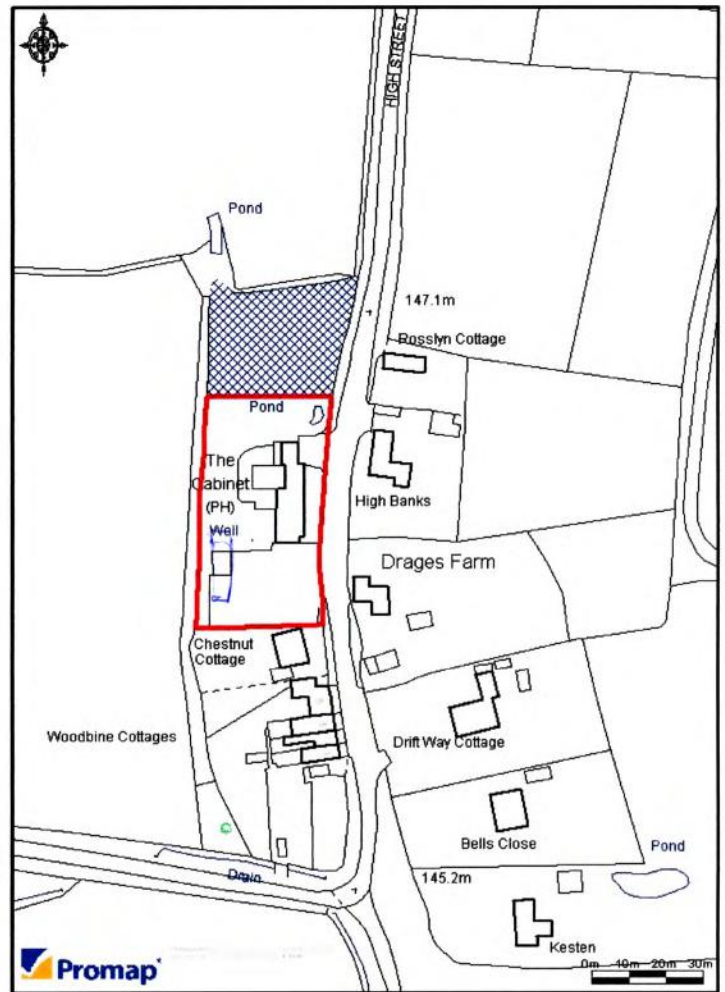 HIGH STREET
Pond
147.1m
Rosslyn Cottage
Pond
The
Cabinet
(PH)
Well
High Banks
Drages Farm
Chestnut
Cottage
Woodbine Cottages
Drift Way Cottage
Bells Close
Pond
Drain
145.2m
Kesten
0m 10m 20m 30m
Promap